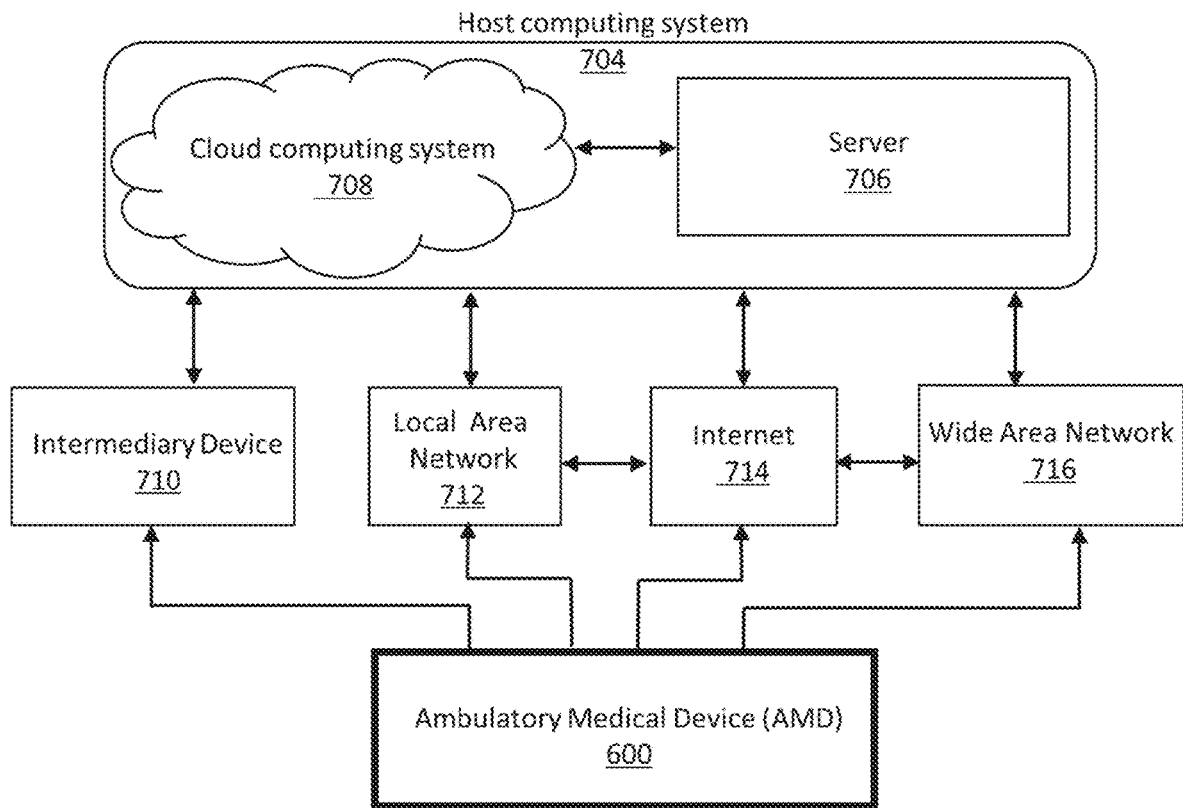 Host computing system
704
Cloud computing system
708
Server
706
Intermediary Device
710
Local Area
Network
712
Internet
714
Wide Area Network
716
Ambulatory Medical Device (AMD)
600